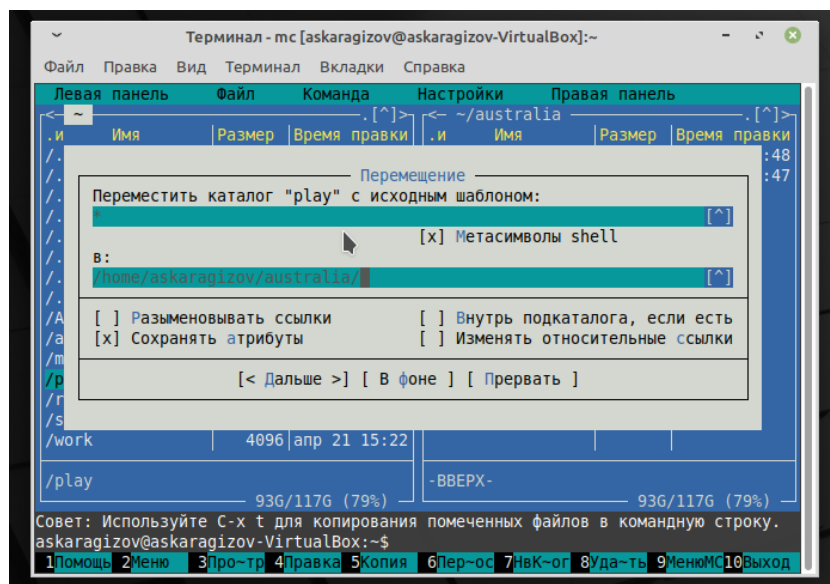 Терминал - mc [askaragizov@askaragizov-VirtualBox]:~
Файл Правка Вид Терминал Вкладки Справка
Левая панель Файл Команда Настройки Правая панель
<— ~ .[^]> <— ~/australia .[^]>
.и Имя Размер Время правки .и Имя Размер Время правки
/. :48
/. :47
Перемещение
/. Переместить каталог "play" с исходным шаблоном:
/. * [^]
/. [x] Метасимволы shell
/. в:
/. /home/askaragizov/australia/ [^]
/.
/A [ ] Разыменовывать ссылки [ ] Внутрь подкаталога, если есть
/a [x] Сохранять атрибуты [ ] Изменять относительные ссылки
/m
/p [< Дальше >] [ В фоне ] [ Прервать ]
/r
/s
/work 4096 апр 21 15:22
/play -ВВЕРХ-
93G/117G (79%) 93G/117G (79%)
Совет: Используйте C-x t для копирования помеченных файлов в командную строку.
askaragizov@askaragizov-VirtualBox:~$
1Помощь 2Меню 3Про~тр 4Правка 5Копия 6Пер~ос 7НвК~ог 8Уда~ть 9МенюMC 10Выход